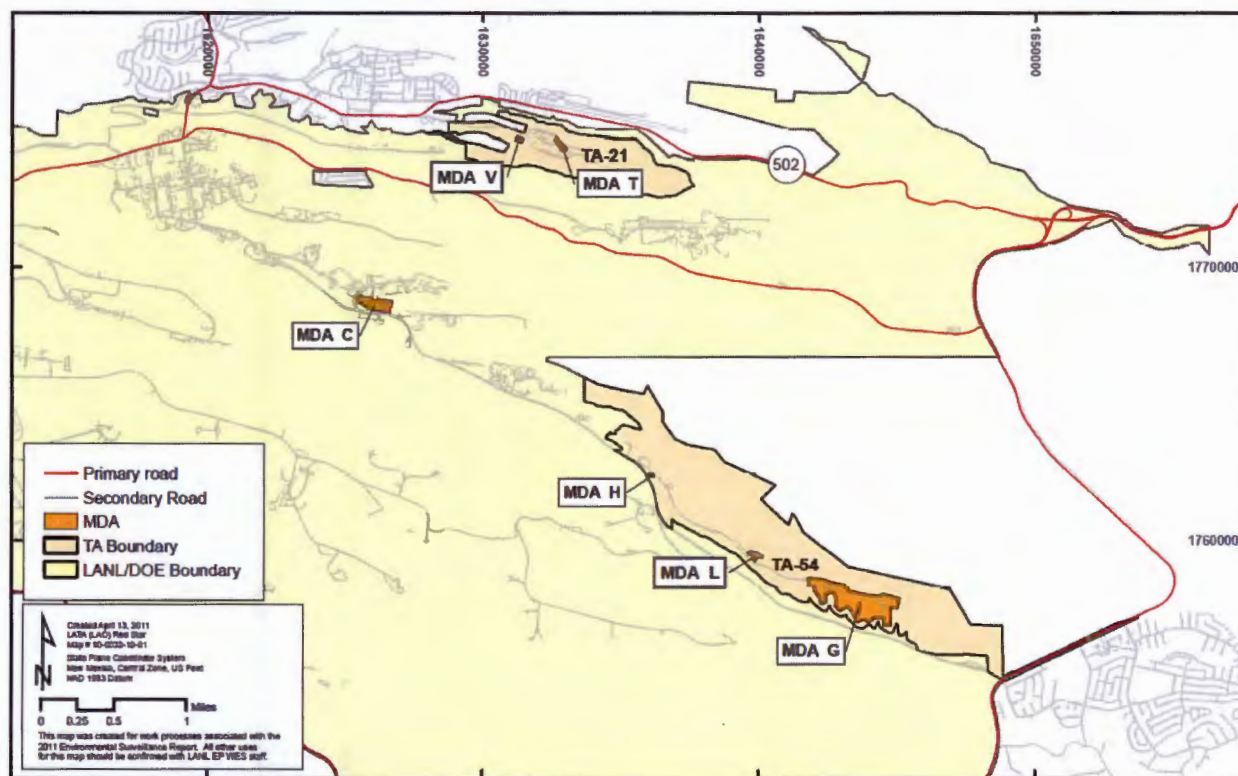 1620000
1630000
1640000
1650000
502
TA-21
MDA V
MDA T
1770000
MDA C
MDA H
1760000
MDA L
TA-54
MDA G
Primary road
Secondary Road
MDA
TA Boundary
LANL/DOE Boundary
Created April 13, 2011
LATA (LAO) Red Star
State Plane Coordinate System
New Mexico, Central Zone, US Feet
NAD 1983 Datum
N
Miles
0 0.25 0.5 1
This map was created for work processes associated with the
2011 Environmental Surveillance Report. All other uses
for this map should be confirmed with LANL EP WES staff.